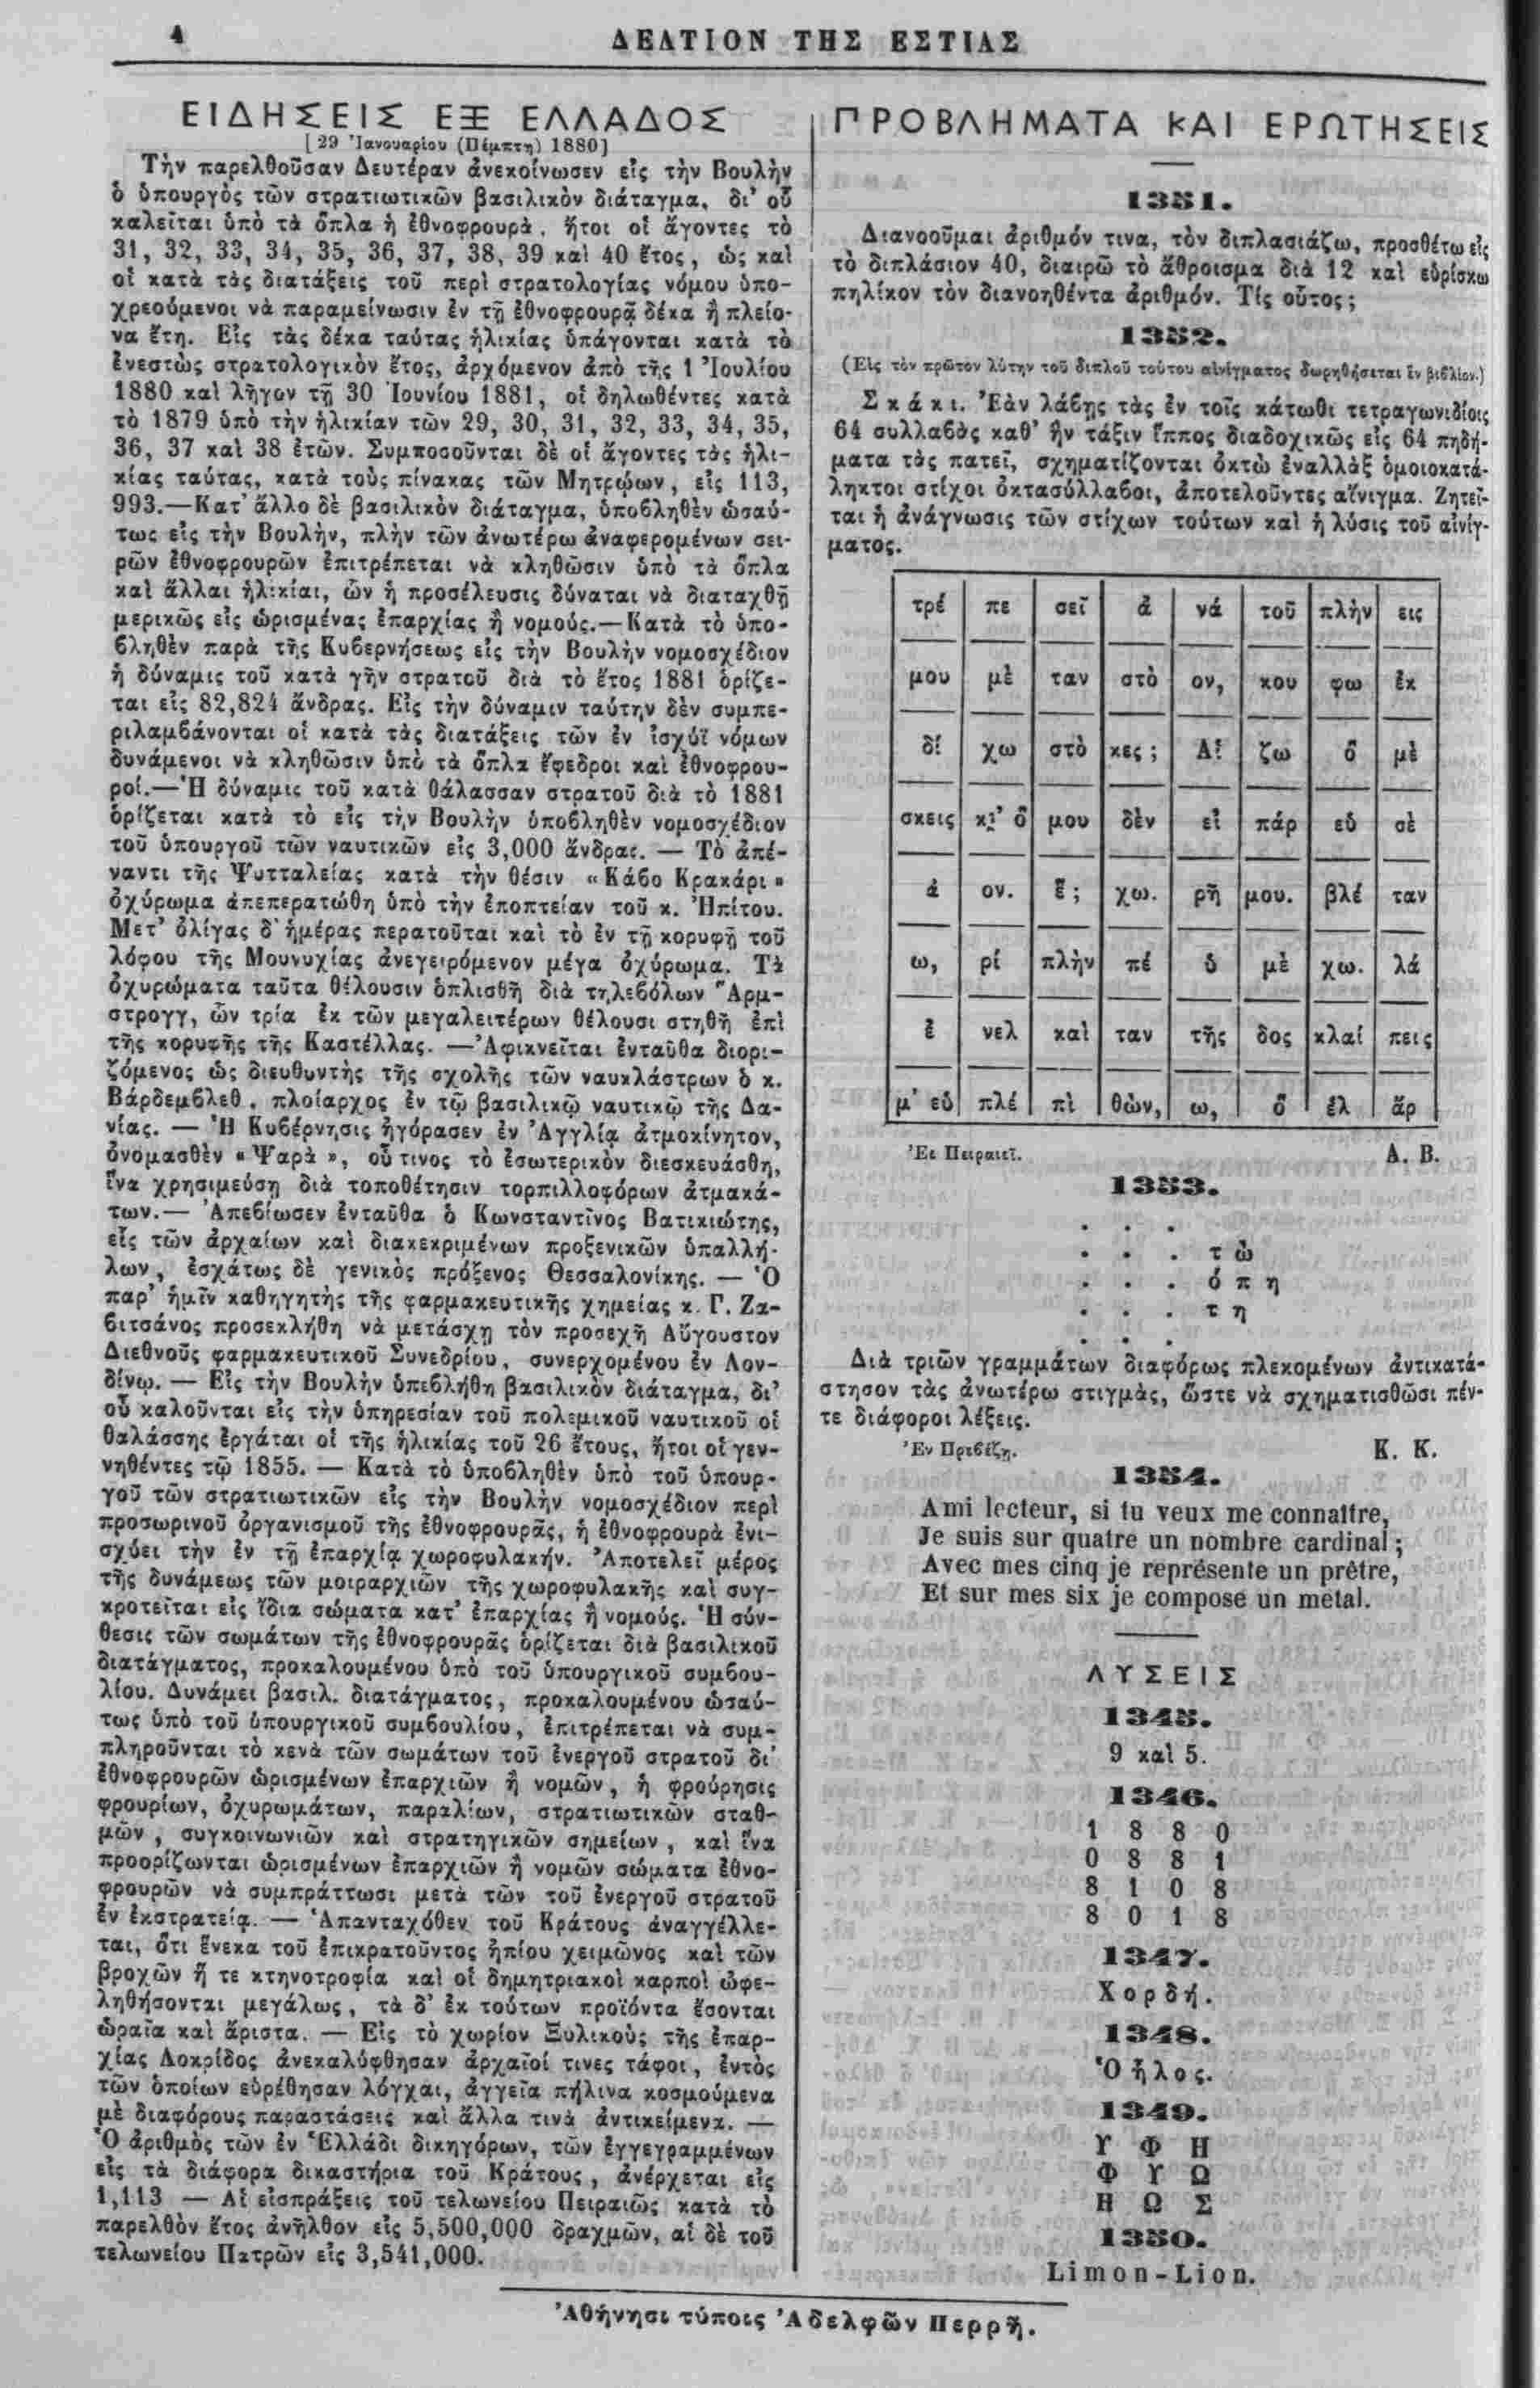 4
ΔΕΛΤΙΟΝ ΤΗΣ ΕΣΤΙΑΣ
ΕΙΔΗΣΕΙΣ ΕΞ ΕΛΛΑΔΟΣ
[29 Ἰανουαρίου (Πέμπτη) 1880]
Τὴν παρελθοῦσαν Δευτέραν ἀνεκοίνωσεν εἰς τὴν Βουλὴν
ὁ ὑπουργὸς τῶν στρατιωτικῶν βασιλικὸν διάταγμα, δι' οὗ
καλεῖται ὑπὸ τὰ ὅπλα ἡ ἐθνοφρουρὰ, ἤτοι οἱ ἄγοντες τὸ
31, 32, 33, 34, 35, 36, 37, 38, 39 καὶ 40 ἔτος, ὡς καὶ
οἱ κατὰ τὰς διατάξεις τοῦ περὶ στρατολογίας νόμου ὑπο-
χρεούμενοι νὰ παραμείνωσιν ἐν τῇ ἐθνοφρουρᾷ δέκα ἢ πλείο-
να ἔτη. Εἰς τὰς δέκα ταύτας ἡλικίας ὑπάγονται κατὰ τὸ
ἐνεστὼς στρατολογικὸν ἔτος, ἀρχόμενον ἀπὸ τῆς 1 Ἰουλίου
1880 καὶ λῆγον τῇ 30 Ἰουνίου 1881, οἱ δηλωθέντες κατὰ
τὸ 1879 ὑπὸ τὴν ἡλικίαν τῶν 29, 30, 31, 32, 33, 34, 35,
36, 37 καὶ 38 ἐτῶν. Συμποσοῦνται δὲ οἱ ἄγοντες τὰς ἡλι-
κίας ταύτας, κατὰ τοὺς πίνακας τῶν Μητρῴων, εἰς 113,
993.—Κατ' ἄλλο δὲ βασιλικὸν διάταγμα, ὑποβληθὲν ὡσαύ-
τως εἰς τὴν Βουλὴν, πλὴν τῶν ἀνωτέρω ἀναφερομένων σει-
ρῶν ἐθνοφρουρῶν ἐπιτρέπεται νὰ κληθῶσιν ὑπὸ τὰ ὅπλα
καὶ ἄλλαι ἡλικίαι, ὧν ἡ προσέλευσις δύναται νὰ διαταχθῇ
μερικῶς εἰς ὡρισμένας ἐπαρχίας ἢ νομούς.—Κατὰ τὸ ὑπο-
βληθὲν παρὰ τῆς Κυβερνήσεως εἰς τὴν Βουλὴν νομοσχέδιον
ἡ δύναμις τοῦ κατὰ γῆν στρατοῦ διὰ τὸ ἔτος 1881 ὁρίζε-
ται εἰς 82,824 ἄνδρας. Εἰς τὴν δύναμιν ταύτην δὲν συμπε-
ριλαμβάνονται οἱ κατὰ τὰς διατάξεις τῶν ἐν ἰσχύϊ νόμων
δυνάμενοι νὰ κληθῶσιν ὑπὸ τὰ ὅπλα ἔφεδροι καὶ ἐθνοφρου-
ροί.—Ἡ δύναμις τοῦ κατὰ θάλασσαν στρατοῦ διὰ τὸ 1881
ὁρίζεται κατὰ τὸ εἰς τὴν Βουλὴν ὑποβληθὲν νομοσχέδιον
τοῦ ὑπουργοῦ τῶν ναυτικῶν εἰς 3,000 ἄνδρας. — Τὸ ἀπέ-
ναντι τῆς Ψυτταλείας κατὰ τὴν θέσιν «Κάβο Κρακάρι»
ὀχύρωμα ἀπεπερατώθη ὑπὸ τὴν ἐποπτείαν τοῦ κ. Ἠπίτου.
Μετ' ὀλίγας δ' ἡμέρας περατοῦται καὶ τὸ ἐν τῇ κορυφῇ τοῦ
λόφου τῆς Μουνυχίας ἀνεγειρόμενον μέγα ὀχύρωμα. Τὰ
ὀχυρώματα ταῦτα θέλουσιν ὁπλισθῆ διὰ τηλεβόλων Ἄρμ-
στρογγ, ὧν τρία ἐκ τῶν μεγαλειτέρων θέλουσι στηθῆ ἐπὶ
τῆς κορυφῆς τῆς Καστέλλας. —Ἀφικνεῖται ἐνταῦθα διορι-
ζόμενος ὡς διευθυντὴς τῆς σχολῆς τῶν ναυκλάστρων ὁ κ.
Βάρδεμβλεθ, πλοίαρχος ἐν τῷ βασιλικῷ ναυτικῷ τῆς Δα-
νίας. — Ἡ Κυβέρνησις ἠγόρασεν ἐν Ἀγγλίᾳ ἀτμοκίνητον,
ὀνομασθὲν «Ψαρὰ», οὗ τινος τὸ ἐσωτερικὸν διεσκευάσθη,
ἵνα χρησιμεύσῃ διὰ τοποθέτησιν τορπιλλοφόρων ἀτμακά-
των.— Ἀπεβίωσεν ἐνταῦθα ὁ Κωνσταντῖνος Βατικιώτης,
εἷς τῶν ἀρχαίων καὶ διακεκριμένων προξενικῶν ὑπαλλή-
λων, ἐσχάτως δὲ γενικὸς πρόξενος Θεσσαλονίκης. — Ὁ
παρ' ἡμῖν καθηγητὴς τῆς φαρμακευτικῆς χημείας κ. Γ. Ζα-
βιτσάνος προσεκλήθη νὰ μετάσχῃ τὸν προσεχῆ Αὔγουστον
Διεθνοῦς φαρμακευτικοῦ Συνεδρίου, συνερχομένου ἐν Λον-
δίνῳ. — Εἰς τὴν Βουλὴν ὑπεβλήθη βασιλικὸν διάταγμα, δι'
οὗ καλοῦνται εἰς τὴν ὑπηρεσίαν τοῦ πολεμικοῦ ναυτικοῦ οἱ
θαλάσσης ἐργάται οἱ τῆς ἡλικίας τοῦ 26 ἔτους, ἤτοι οἱ γεν-
νηθέντες τῷ 1855. — Κατὰ τὸ ὑποβληθὲν ὑπὸ τοῦ ὑπουρ-
γοῦ τῶν στρατιωτικῶν εἰς τὴν Βουλὴν νομοσχέδιον περὶ
προσωρινοῦ ὀργανισμοῦ τῆς ἐθνοφρουρᾶς, ἡ ἐθνοφρουρὰ ἐνι-
σχύει τὴν ἐν τῇ ἐπαρχίᾳ χωροφυλακήν. Ἀποτελεῖ μέρος
τῆς δυνάμεως τῶν μοιραρχιῶν τῆς χωροφυλακῆς καὶ συγ-
κροτεῖται εἰς ἴδια σώματα κατ' ἐπαρχίας ἢ νομούς. Ἡ σύν-
θεσις τῶν σωμάτων τῆς ἐθνοφρουρᾶς ὁρίζεται διὰ βασιλικοῦ
διατάγματος, προκαλουμένου ὑπὸ τοῦ ὑπουργικοῦ συμβου-
λίου. Δυνάμει βασιλ. διατάγματος, προκαλουμένου ὡσαύ-
τως ὑπὸ τοῦ ὑπουργικοῦ συμβουλίου, ἐπιτρέπεται νὰ συμ-
πληροῦνται τὸ κενὰ τῶν σωμάτων τοῦ ἐνεργοῦ στρατοῦ δι'
ἐθνοφρουρῶν ὡρισμένων ἐπαρχιῶν ἢ νομῶν, ἡ φρούρησις
φρουρίων, ὀχυρωμάτων, παραλίων, στρατιωτικῶν σταθ-
μῶν, συγκοινωνιῶν καὶ στρατηγικῶν σημείων, καὶ ἵνα
προορίζωνται ὡρισμένων ἐπαρχιῶν ἢ νομῶν σώματα ἐθνο-
φρουρῶν νὰ συμπράττωσι μετὰ τῶν τοῦ ἐνεργοῦ στρατοῦ
ἐν ἐκστρατείᾳ. — Ἁπανταχόθεν τοῦ Κράτους ἀναγγέλλε-
ται, ὅτι ἕνεκα τοῦ ἐπικρατοῦντος ἠπίου χειμῶνος καὶ τῶν
βροχῶν ἥ τε κτηνοτροφία καὶ οἱ δημητριακοὶ καρποὶ ὠφε-
ληθήσονται μεγάλως, τὰ δ' ἐκ τούτων προϊόντα ἔσονται
ὡραῖα καὶ ἄριστα. — Εἰς τὸ χωρίον Ξυλικοὺς τῆς ἐπαρ-
χίας Λοκρίδος ἀνεκαλύφθησαν ἀρχαῖοί τινες τάφοι, ἐντὸς
τῶν ὁποίων εὑρέθησαν λόγχαι, ἀγγεῖα πήλινα κοσμούμενα
μὲ διαφόρους παραστάσεις καὶ ἄλλα τινὰ ἀντικείμενα. —
Ὁ ἀριθμὸς τῶν ἐν Ἑλλάδι δικηγόρων, τῶν ἐγγεγραμμένων
εἰς τὰ διάφορα δικαστήρια τοῦ Κράτους, ἀνέρχεται εἰς
1,113 — Αἱ εἰσπράξεις τοῦ τελωνείου Πειραιῶς κατὰ τὸ
παρελθὸν ἔτος ἀνῆλθον εἰς 5,500,000 δραχμῶν, αἱ δὲ τοῦ
τελωνείου Πατρῶν εἰς 3,541,000.
ΠΡΟΒΛΗΜΑΤΑ ΚΑΙ ΕΡΩΤΗΣΕΙΣ
1351.
Διανοοῦμαι ἀριθμόν τινα, τὸν διπλασιάζω, προσθέτω εἰς
τὸ διπλάσιον 40, διαιρῶ τὸ ἄθροισμα διὰ 12 καὶ εὑρίσκω
πηλίκον τὸν διανοηθέντα ἀριθμόν. Τίς οὗτος;
1352.
(Εἰς τὸν πρῶτον λύτην τοῦ διπλοῦ τούτου αἰνίγματος δωρηθήσεται ἓν βιβλίον.)
Σκάκι. Ἐὰν λάβῃς τὰς ἐν τοῖς κάτωθι τετραγωνιδίοις
64 συλλαβὰς καθ' ἣν τάξιν ἵππος διαδοχικῶς εἰς 64 πηδή-
ματα τὰς πατεῖ, σχηματίζονται ὀκτὼ ἐναλλὰξ ὁμοιοκατά-
ληκτοι στίχοι ὀκτασύλλαβοι, ἀποτελοῦντες αἴνιγμα. Ζητεῖ-
ται ἡ ἀνάγνωσις τῶν στίχων τούτων καὶ ἡ λύσις τοῦ αἰνίγ-
ματος.
τρέ πε σεῖ ἀ νά τοῦ πλὴν εις
μου μὲ ταν στὸ ον, κου φω ἐκ
δί χω στὸ κες; Αἱ ζω ὅ μὲ
σκεις κι' ὅ μου δὲν εἰ πάρ εὑ σὲ
ἀ ον. ἔ; χω. ρῆ μου. βλέ ταν
ω, ρί πλὴν πέ ὁ μὲ χω. λά
ἐ νελ καὶ ταν τῆς δος κλαί πεις
μ' εὑ πλέ πὶ θὼν, ω, ὅ ἐλ ἄρ
Ἐν Πειραιεῖ. Α. Β.
1353.
. . .
. . . τ ὼ
. . . ό π η
. . . τ η
. . .
Διὰ τριῶν γραμμάτων διαφόρως πλεκομένων ἀντικατά-
στησον τὰς ἀνωτέρω στιγμὰς, ὥστε νὰ σχηματισθῶσι πέν-
τε διάφοροι λέξεις.
Ἐν Πρεβέζῃ. Κ. Κ.
1354.
Ami lecteur, si tu veux me connaître,
Je suis sur quatre un nombre cardinal;
Avec mes cinq je représente un prêtre,
Et sur mes six je compose un métal.
ΛΥΣΕΙΣ
1345.
9 καὶ 5.
1346.
1 8 8 0
0 8 8 1
8 1 0 8
8 0 1 8
1347.
Χορδή.
1348.
Ὁ ἧλος.
1349.
Υ Φ Η
Φ Υ Ω
Η Ω Σ
1350.
Limon-Lion.
Ἀθήνησι τύποις Ἀδελφῶν Περρῆ.